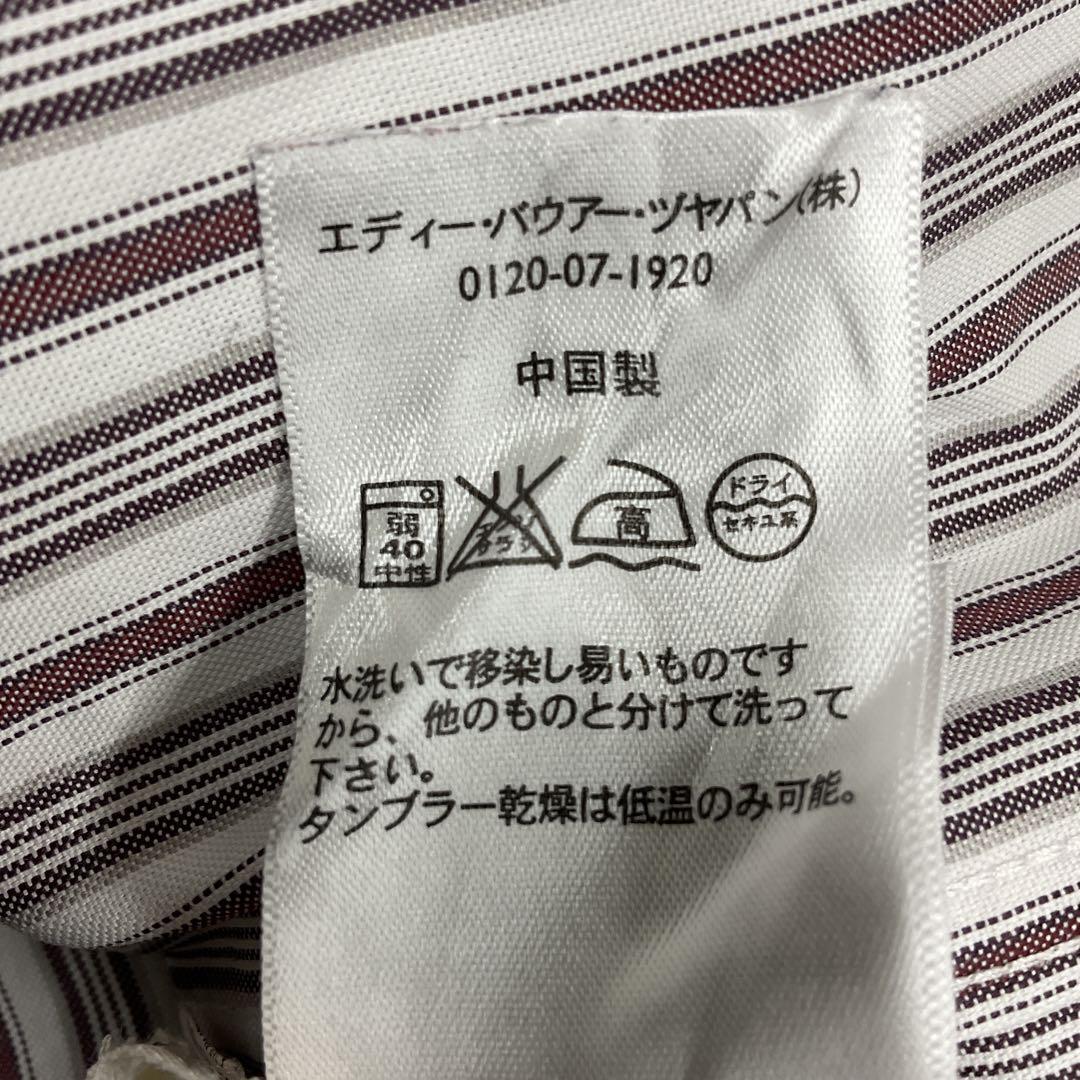 エディー・バウアー・ヅヤパン(株)
0120-07-1920
中国製
弱
40
中性
高
ドライ
セキユ系
水洗いで移染し易いものです
から、他のものと分けて洗って
下さい。
タンブラー乾燥は低温のみ可能。